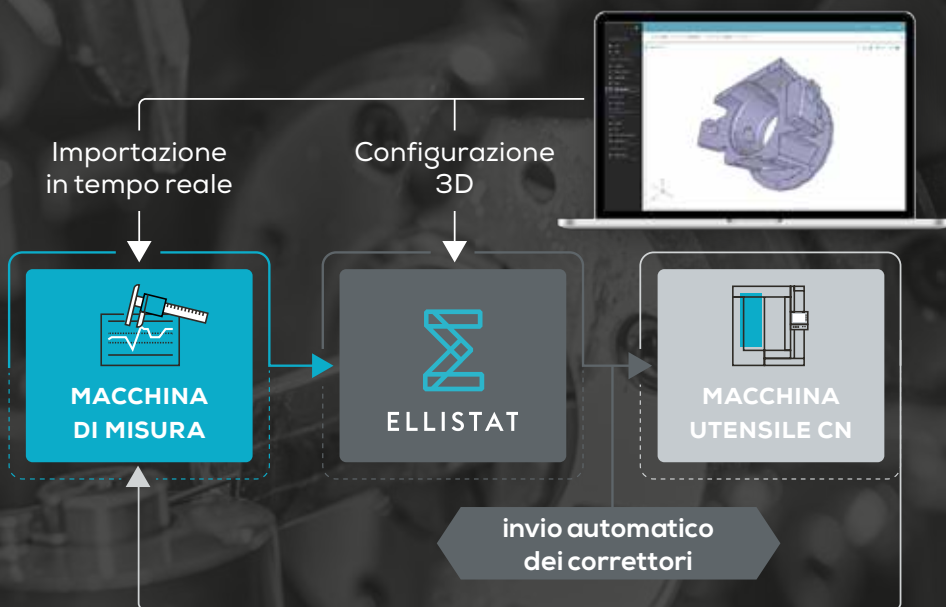 Importazione
in tempo reale
Configurazione
3D
MACCHINA
DI MISURA
ELLISTAT
MACCHINA
UTENSILE CN
invio automatico
dei correttori